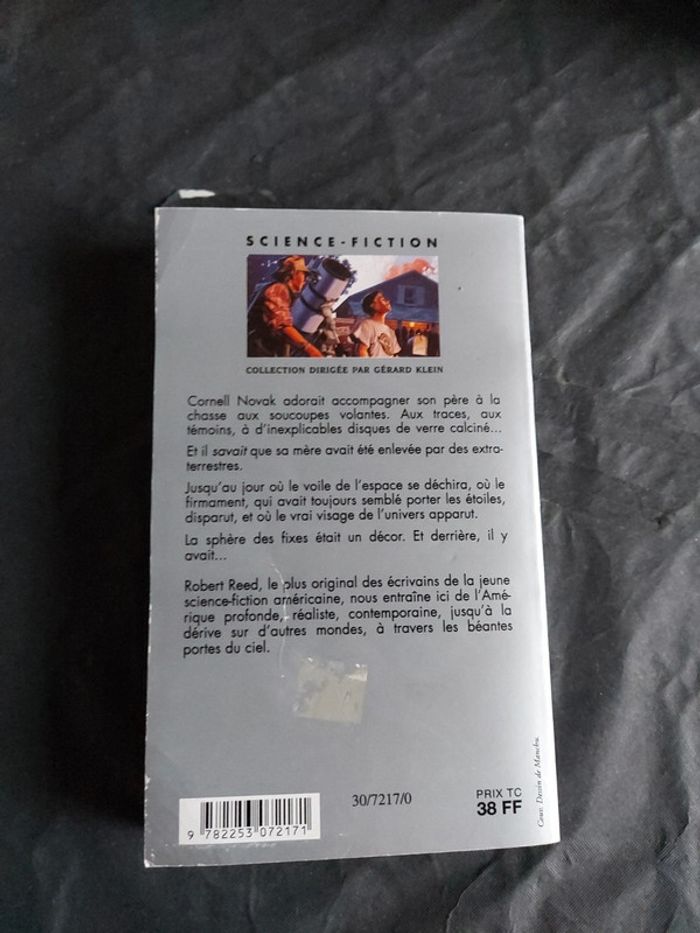 SCIENCE-FICTION
COLLECTION DIRIGÉE PAR GÉRARD KLEIN
Cornell Novak adorait accompagner son père à la
chasse aux soucoupes volantes. Aux traces, aux
témoins, à d'inexplicables disques de verre calciné...
Et il savait que sa mère avait été enlevée par des extra-
terrestres.
Jusqu'au jour où le voile de l'espace se déchira, où le
firmament, qui avait toujours semblé porter les étoiles,
disparut, et où le vrai visage de l'univers apparut.
La sphère des fixes était un décor. Et derrière, il y
avait...
Robert Reed, le plus original des écrivains de la jeune
science-fiction américaine, nous entraîne ici de l'Amé-
rique profonde, réaliste, contemporaine, jusqu'à la
dérive sur d'autres mondes, à travers les béantes
portes du ciel.
9 782253 072171
30/7217/0
PRIX TC
38 FF
Couv. Dessin de Manchu.